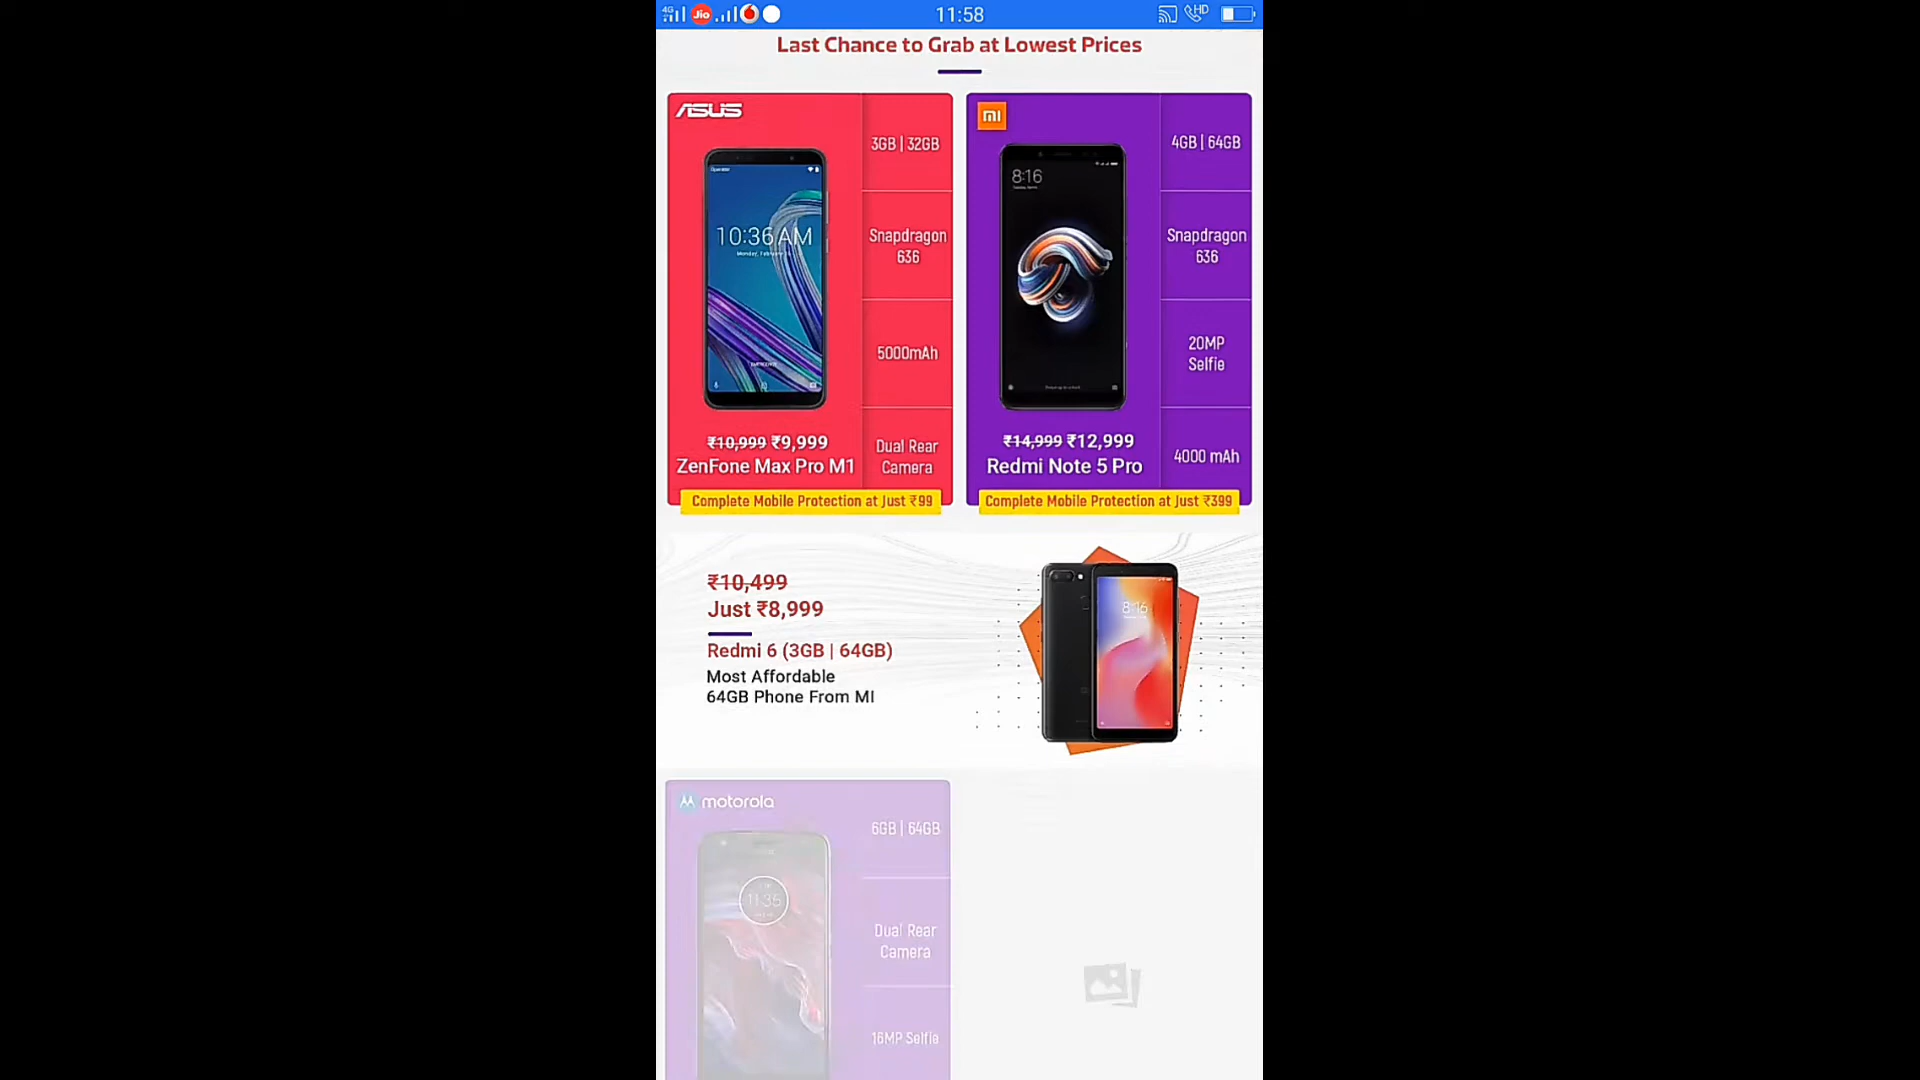 4G Jio 11:58 HD
Last Chance to Grab at Lowest Prices
ASUS
3GB | 32GB
Operator
10:36 AM
Snapdragon
636
5000mAh
₹10,999 ₹9,999
ZenFone Max Pro M1
Dual Rear
Camera
Complete Mobile Protection at Just ₹99
MI
4GB | 64GB
8:16
Snapdragon
636
20MP
Selfie
₹14,999 ₹12,999
Redmi Note 5 Pro
4000 mAh
Complete Mobile Protection at Just ₹399
₹10,499
Just ₹8,999
Redmi 6 (3GB | 64GB)
Most Affordable
64GB Phone From MI
8:16
motorola
6GB | 64GB
11:35
Dual Rear
Camera
16MP Selfie